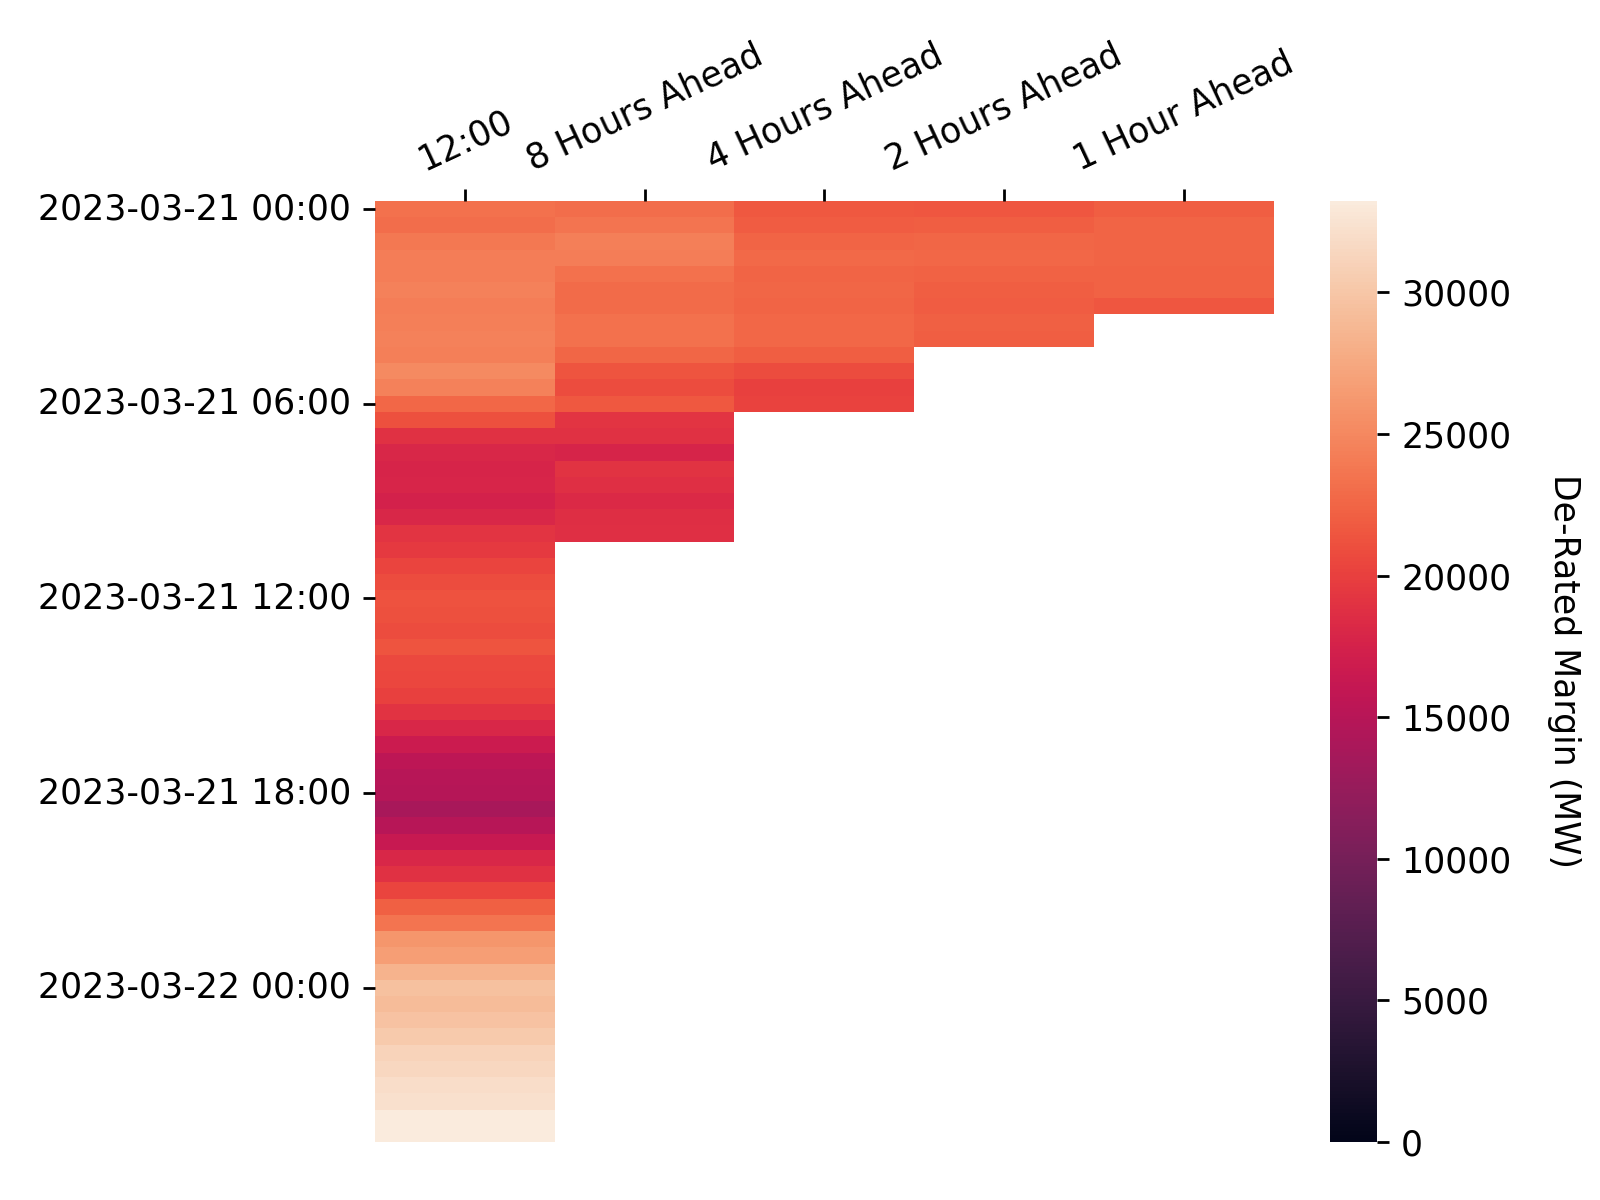 12:00
8 Hours Ahead
4 Hours Ahead
2 Hours Ahead
1 Hour Ahead
2023-03-21 00:00
2023-03-21 06:00
2023-03-21 12:00
2023-03-21 18:00
2023-03-22 00:00
30000
25000
20000
15000
10000
5000
0
De-Rated Margin (MW)